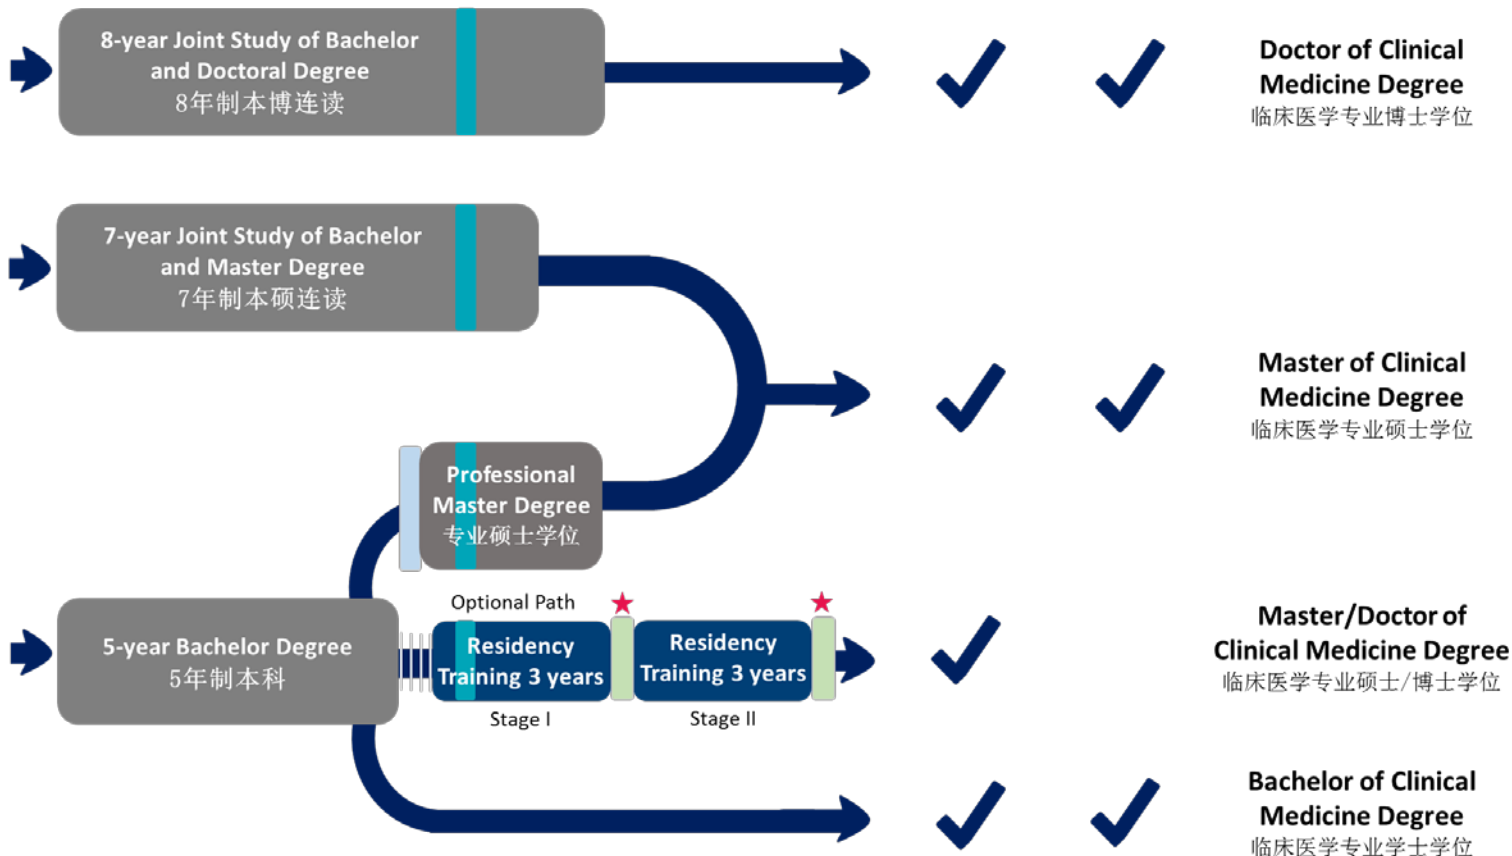 8-year Joint Study of Bachelor
and Doctoral Degree
8年制本博连读
Doctor of Clinical
Medicine Degree
临床医学专业博士学位
7-year Joint Study of Bachelor
and Master Degree
7年制本硕连读
Master of Clinical
Medicine Degree
临床医学专业硕士学位
Professional
Master Degree
专业硕士学位
5-year Bachelor Degree
5年制本科
Optional Path
Residency
Training 3 years
Stage I
Residency
Training 3 years
Stage II
Master/Doctor of
Clinical Medicine Degree
临床医学专业硕士/博士学位
Bachelor of Clinical
Medicine Degree
临床医学专业学士学位